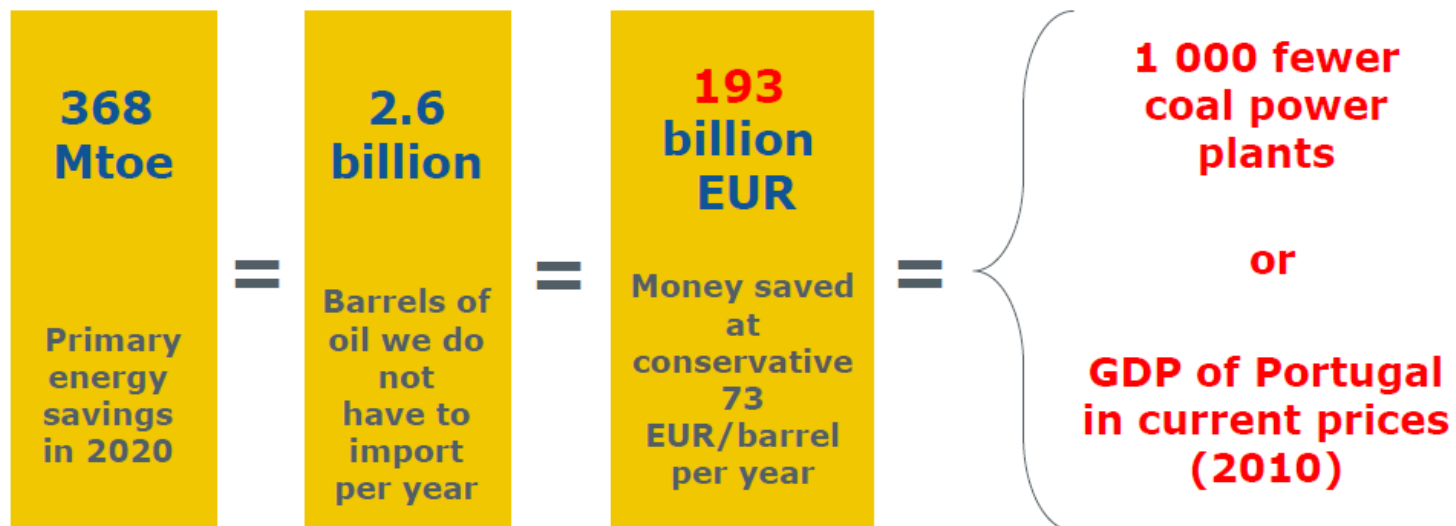 368
Mtoe
Primary
energy
savings
in 2020
=
2.6
billion
Barrels of
oil we do
not
have to
import
per year
=
193
billion
EUR
Money saved
at
conservative
73
EUR/barrel
per year
=
1 000 fewer
coal power
plants
or
GDP of Portugal
in current prices
(2010)